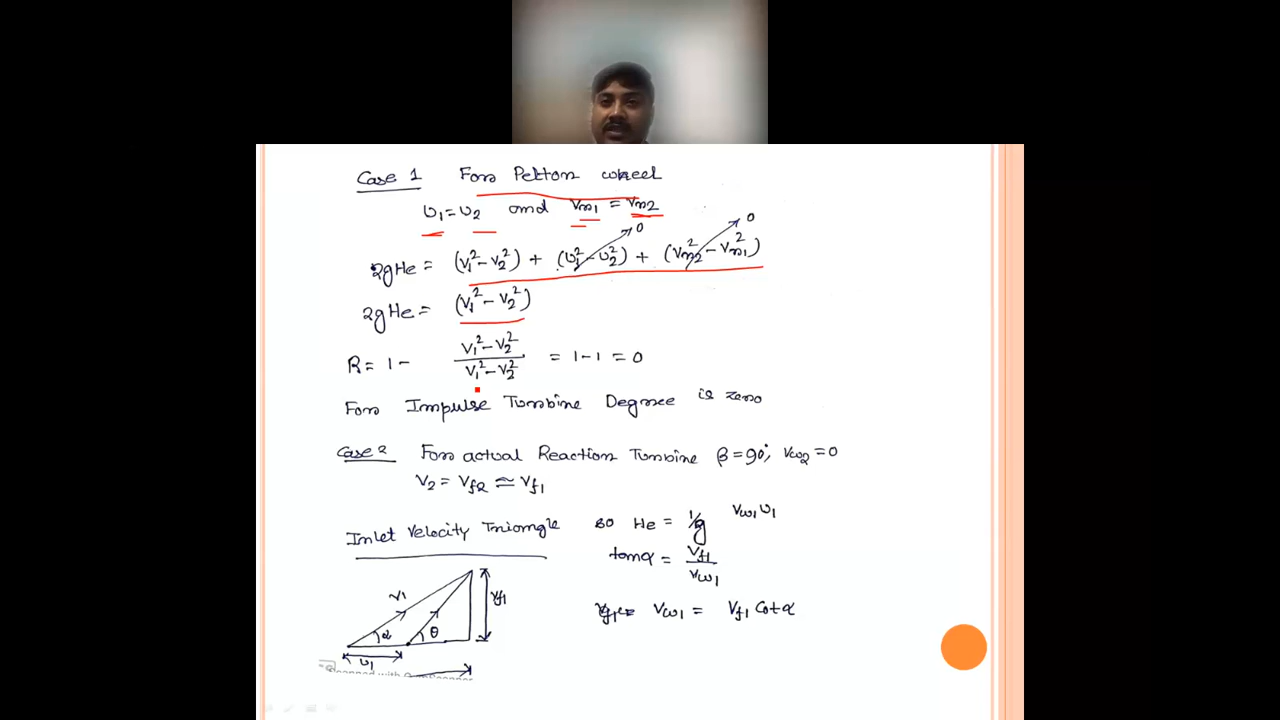 Case 1 For Pelton wheel
U₁=U₂ and Vr₁ = Vr₂
2gHe = (V₁²-V₂²) + (U₁²-U₂²) + (Vr₂²-Vr₁²)
0
0
2gHe = (V₁²-V₂²)
R = 1 - (V₁²-V₂²)/(V₁²-V₂²) = 1-1 = 0
For Impulse Turbine Degree is zero
Case 2 For actual Reaction Turbine β=90°, Vw₂=0
V₂ = Vf₂ ≃ Vf₁
Inlet Velocity Triangle
so He = 1/g Vw₁ U₁
tanα = Vf₁/Vw₁
Vw₁ = Vf₁ Cotα
V₁
α
θ
Vf₁
U₁